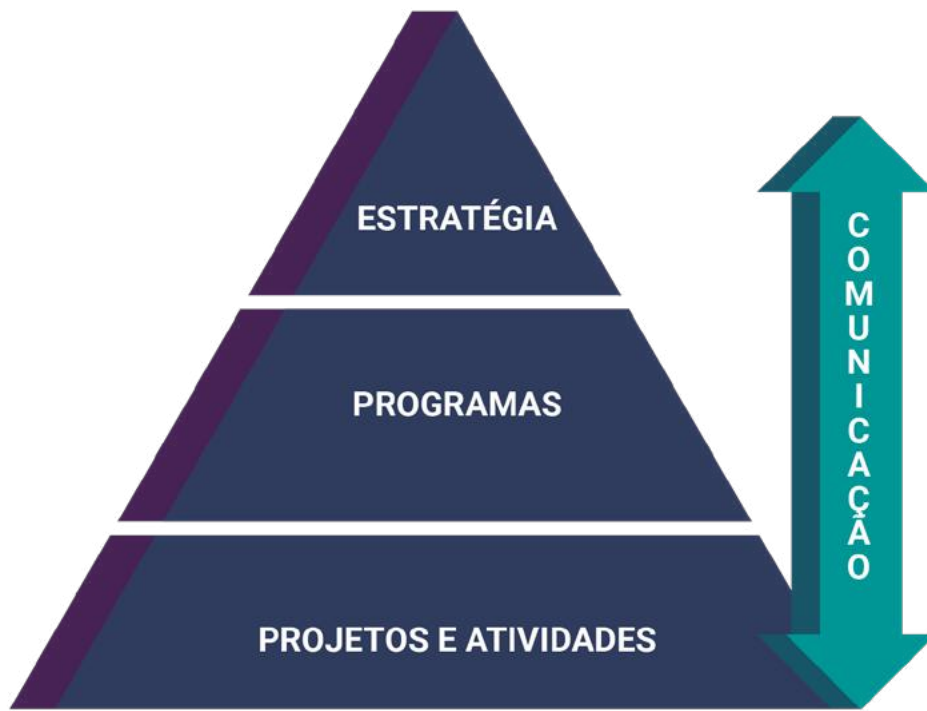 ESTRATÉGIA
PROGRAMAS
PROJETOS E ATIVIDADES
COMUNICAÇÃO